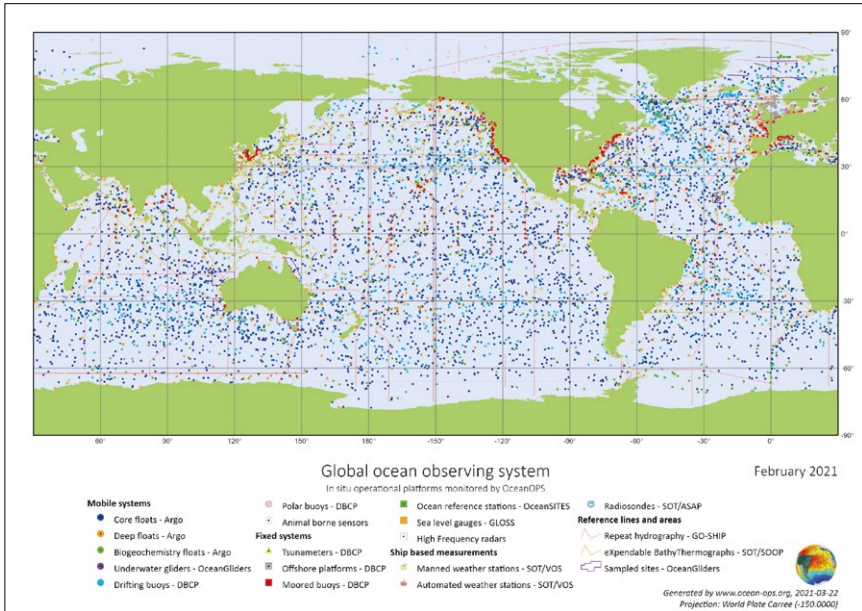 90°
60°
30°
0°
-30°
-60°
-90°
60° 90° 120° 150° 180° -150° -120° -90° -60° -30° 0°
Global ocean observing system
February 2021
In situ operational platforms monitored by OceanOPS
Mobile systems
Core floats - Argo
Deep floats - Argo
Biogeochemistry floats - Argo
Underwater gliders - OceanGliders
Drifting buoys - DBCP
Polar buoys - DBCP
Animal borne sensors
Fixed systems
Tsunameters - DBCP
Offshore platforms - DBCP
Moored buoys - DBCP
Ocean reference stations - OceanSITES
Sea level gauges - GLOSS
High Frequency radars
Ship based measurements
Manned weather stations - SOT/VOS
Automated weather stations - SOT/VOS
Radiosondes - SOT/ASAP
Reference lines and areas
Repeat hydrography - GO-SHIP
eXpendable BathyThermographs - SOT/SOOP
Sampled sites - OceanGliders
Generated by www.ocean-ops.org, 2021-03-22
Projection: World Plate Carree (-150.0000)